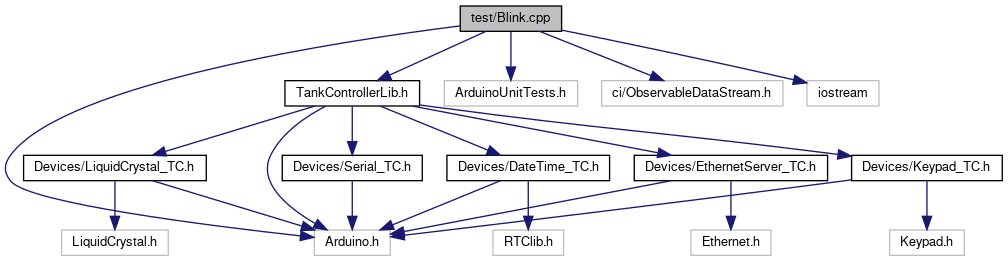 test/Blink.cpp
TankControllerLib.h
ArduinoUnitTests.h
ci/ObservableDataStream.h
iostream
Devices/LiquidCrystal_TC.h
Devices/Serial_TC.h
Devices/DateTime_TC.h
Devices/EthernetServer_TC.h
Devices/Keypad_TC.h
LiquidCrystal.h
Arduino.h
RTClib.h
Ethernet.h
Keypad.h